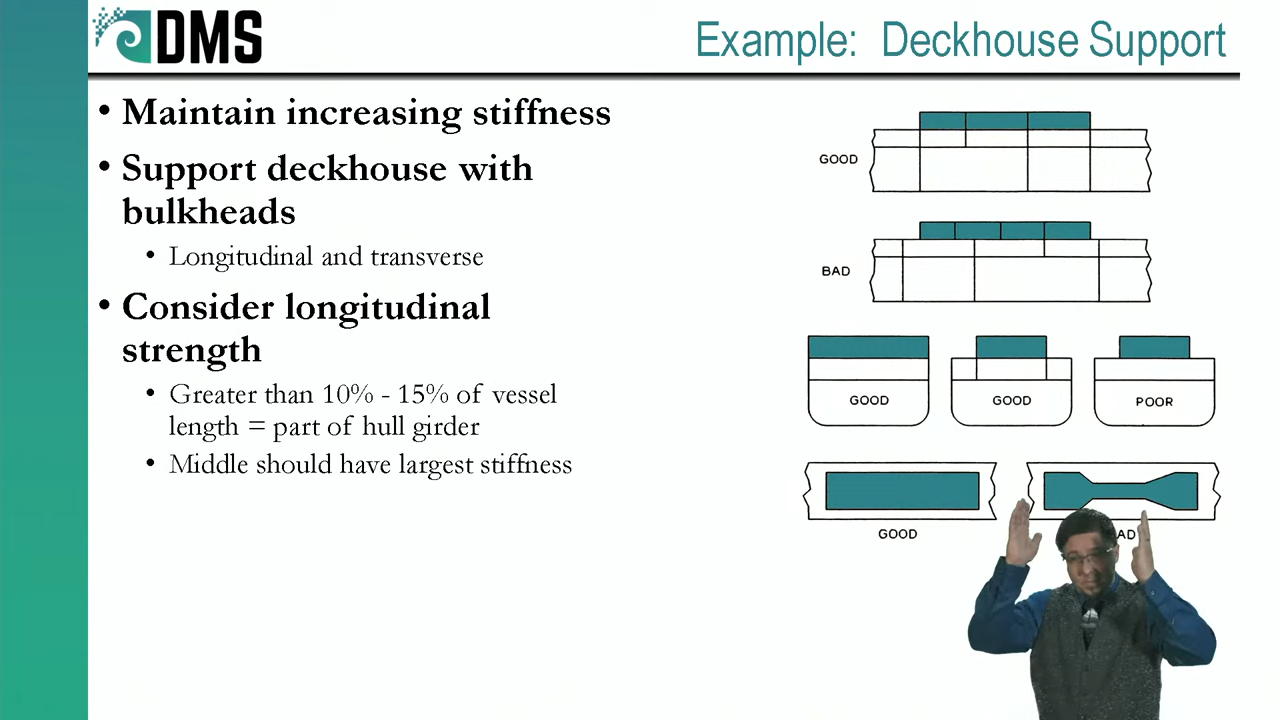 DMS
Example: Deckhouse Support
• Maintain increasing stiffness
• Support deckhouse with
bulkheads
• Longitudinal and transverse
• Consider longitudinal
strength
• Greater than 10% - 15% of vessel
length = part of hull girder
• Middle should have largest stiffness
GOOD
BAD
GOOD
GOOD
POOR
GOOD